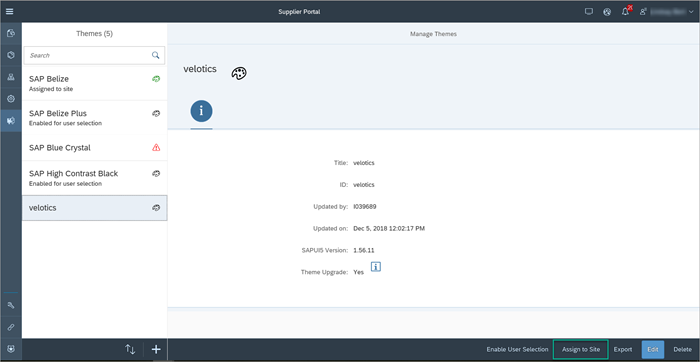 Supplier Portal
21
Themes (5)
Manage Themes
Search
SAP Belize
Assigned to site
SAP Belize Plus
Enabled for user selection
SAP Blue Crystal
SAP High Contrast Black
Enabled for user selection
velotics
velotics
i
Title: velotics
ID: velotics
Updated by: I039689
Updated on: Dec 5, 2018 12:02:17 PM
SAPUI5 Version: 1.56.11
Theme Upgrade: Yes i
Enable User Selection Assign to Site Export Edit Delete